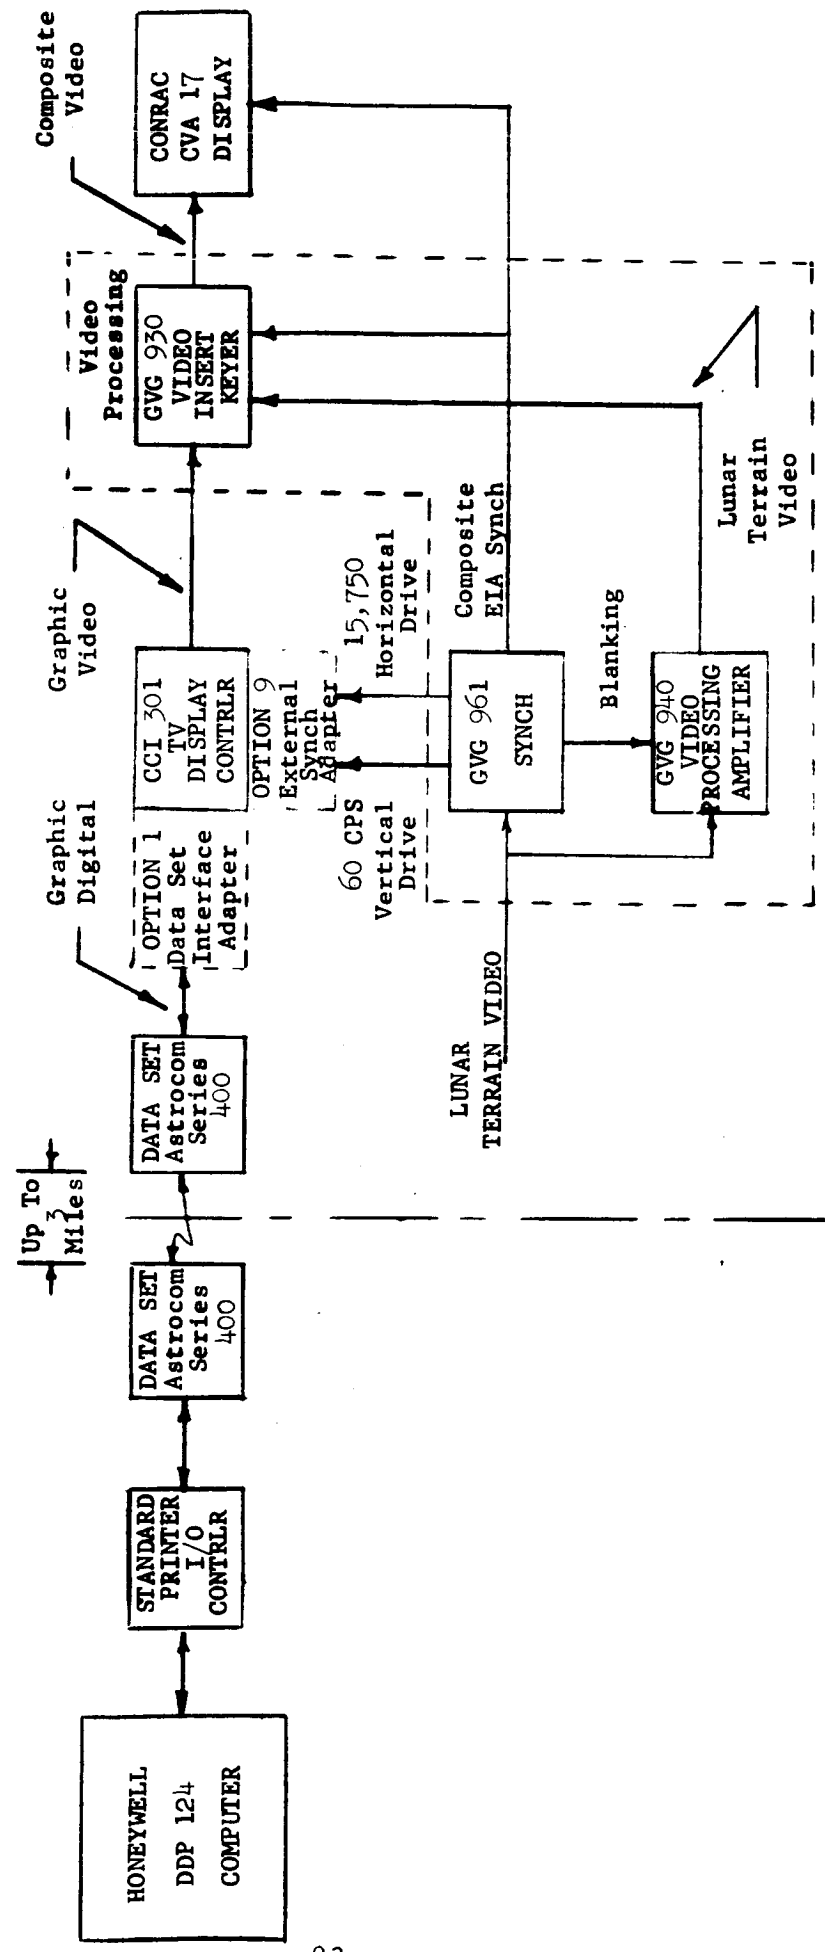 HONEYWELL
DDP 124
COMPUTER
STANDARD
PRINTER
I/O
CONTRLR
DATA SET
Astrocom
Series
400
Up To
3
Miles
DATA SET
Astrocom
Series
400
Graphic
Digital
OPTION 1
Data Set
Interface
Adapter
CCI 301
TV
DISPLAY
CONTRLR
OPTION 9
External
Synch
Adapter
Graphic
Video
60 CPS
Vertical
Drive
15,750
Horizontal
Drive
Video
Processing
GVG 930
VIDEO
INSERT
KEYER
Composite
Video
CONRAC
CVA 17
DISPLAY
LUNAR
TERRAIN VIDEO
GVG 961
SYNCH
Composite
EIA Synch
Blanking
GVG 940
VIDEO
PROCESSING
AMPLIFIER
Lunar
Terrain
Video